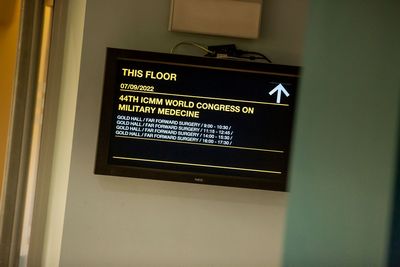 THIS FLOOR
07/09/2022
44TH ICMM WORLD CONGRESS ON
MILITARY MEDECINE
GOLD HALL / FAR FORWARD SURGERY / 9:00 - 10:30 /
GOLD HALL / FAR FORWARD SURGERY / 11:15 - 12:45 /
GOLD HALL / FAR FORWARD SURGERY / 14:00 - 15:30 /
GOLD HALL / FAR FORWARD SURGERY / 16:00 - 17:30 /
NEC